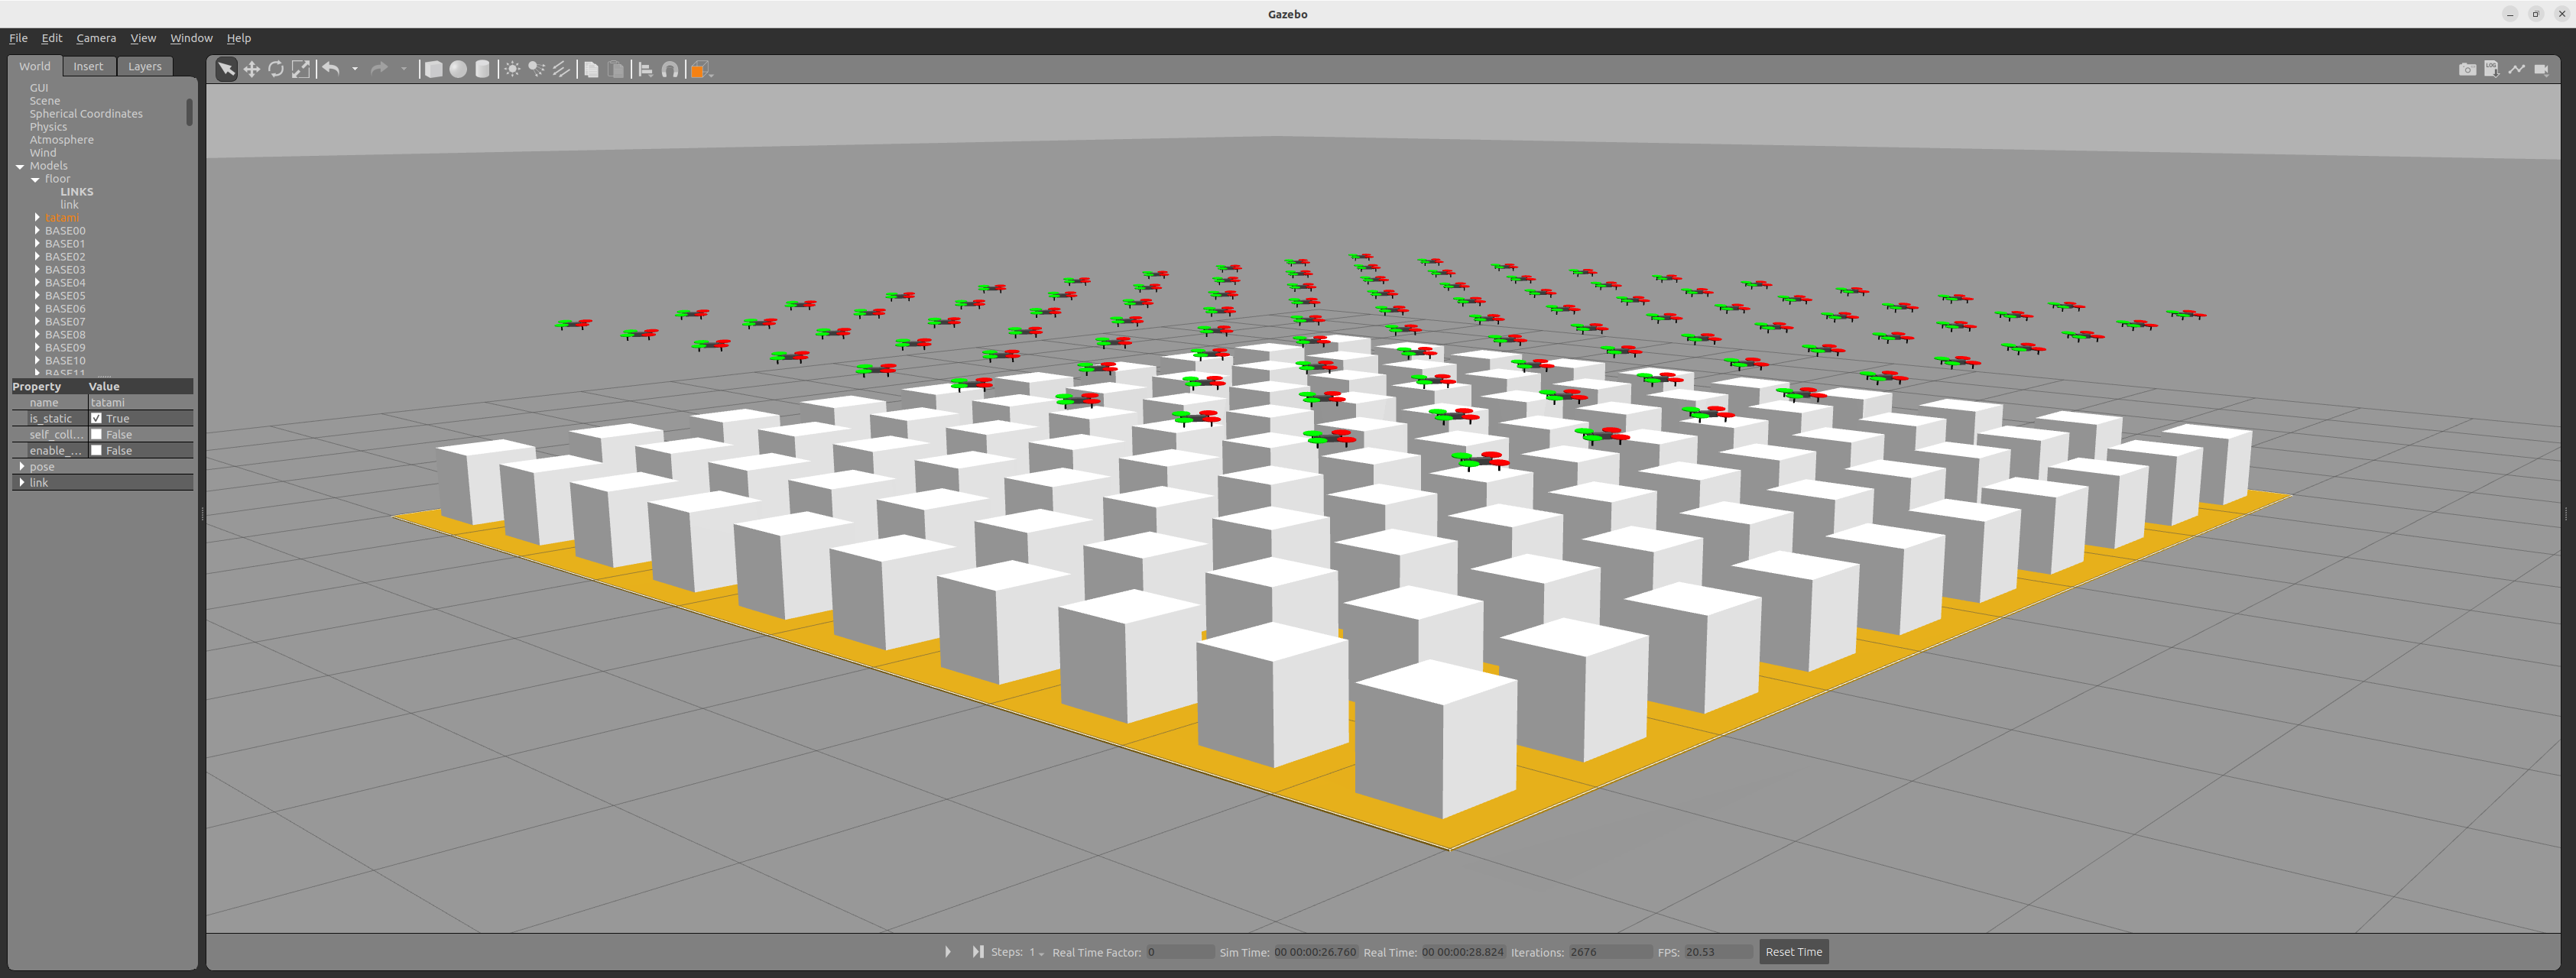 Gazebo
File Edit Camera View Window Help
World Insert Layers
GUI
Scene
Spherical Coordinates
Physics
Atmosphere
Wind
Models
floor
LINKS
link
tatami
BASE00
BASE01
BASE02
BASE03
BASE04
BASE05
BASE06
BASE07
BASE08
BASE09
BASE10
BASE11
Property Value
name tatami
is_static True
self_coll... False
enable_... False
pose
link
LOG
Steps: 1 Real Time Factor: 0 Sim Time: 00 00:00:26.760 Real Time: 00 00:00:28.824 Iterations: 2676 FPS: 20.53 Reset Time